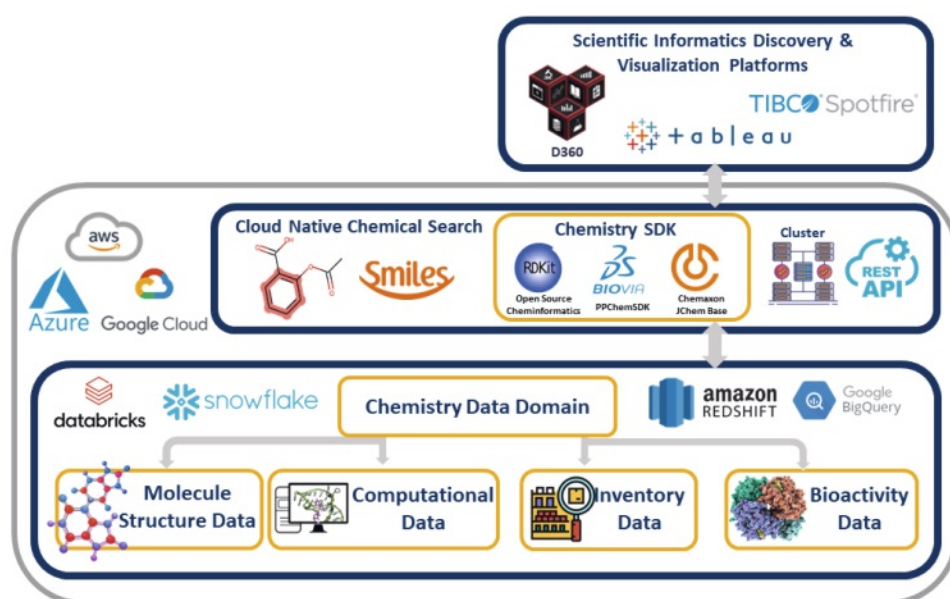 Scientific Informatics Discovery &
Visualization Platforms
D360
TIBCO Spotfire
+ a b | e a u
aws
Azure
Google Cloud
Cloud Native Chemical Search
OH
O
O
O
Smiles
Chemistry SDK
RDKit
Open Source
Cheminformatics
BIOVIA
PPChemSDK
Chemaxon
JChem Base
Cluster
REST
API
databricks
snowflake
Chemistry Data Domain
amazon
REDSHIFT
Google
BigQuery
Molecule
Structure Data
Computational
Data
Inventory
Data
Bioactivity
Data